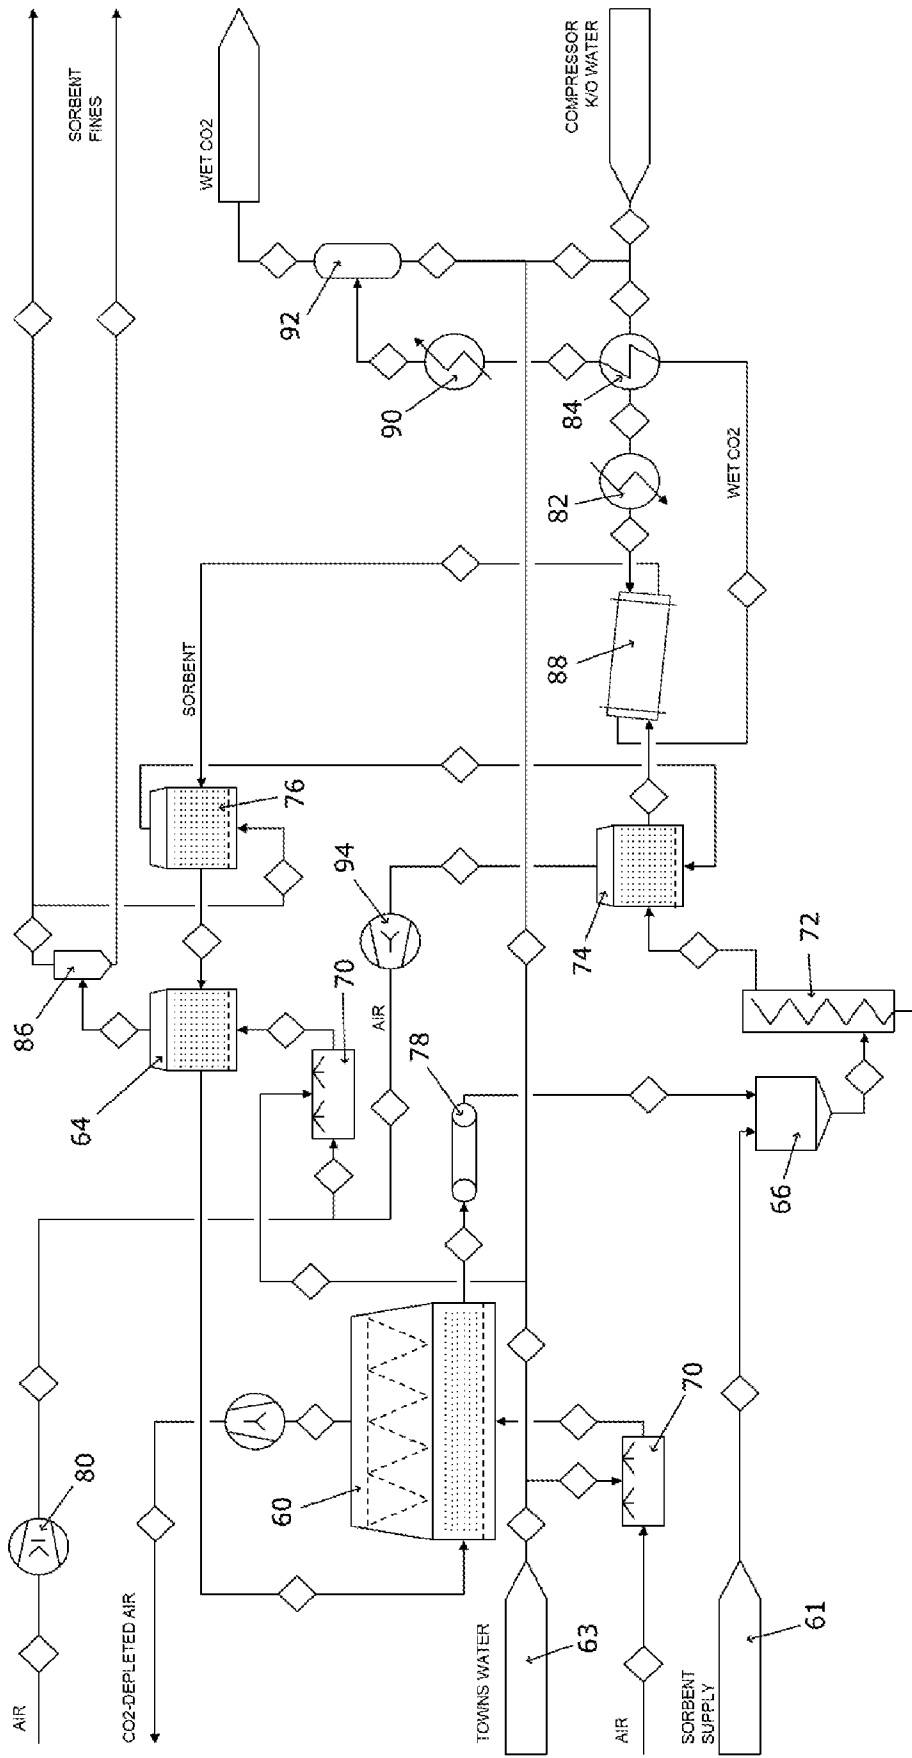 SORBENT
FINES
WET CO2
COMPRESSOR
K/O WATER
92
90
84
82
WET CO2
88
SORBENT
76
94
74
72
86
64
70
AIR
78
66
80
60
70
AIR
CO2-DEPLETED AIR
TOWNS WATER
63
AIR
SORBENT
SUPPLY
61